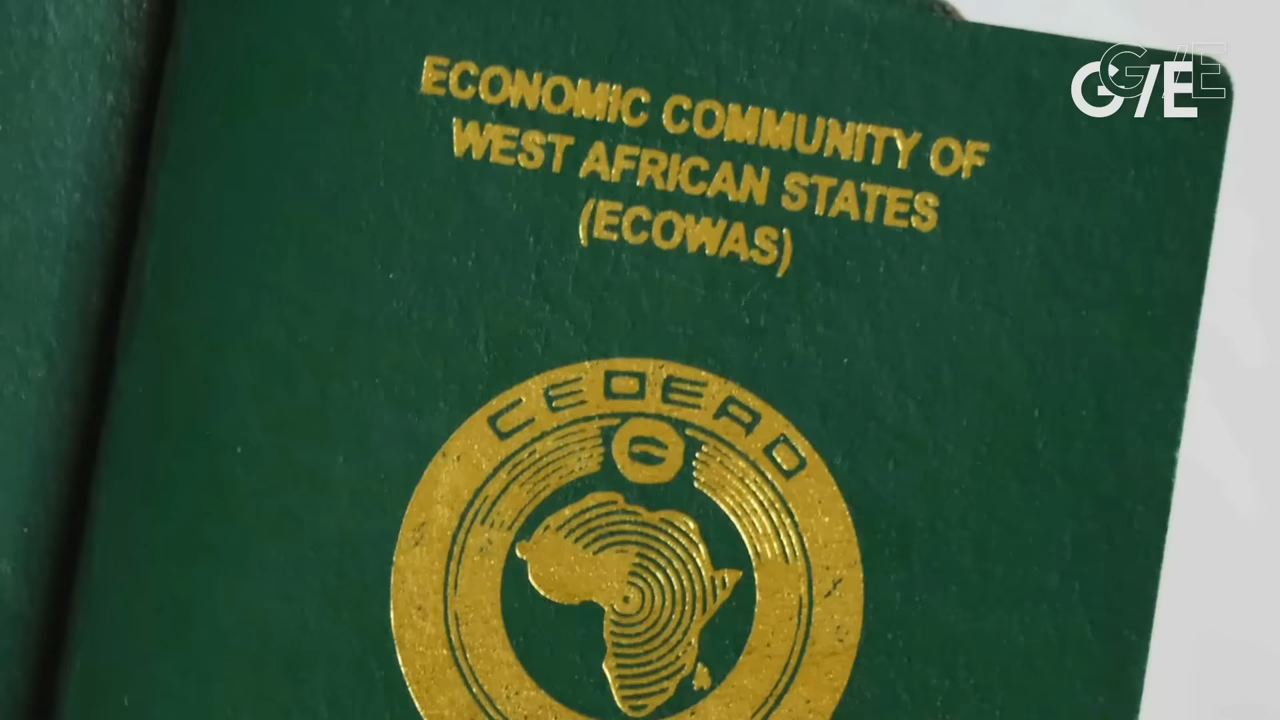 ECONOMIC COMMUNITY OF
WEST AFRICAN STATES
(ECOWAS)
CEDEAO
G/E
G/E